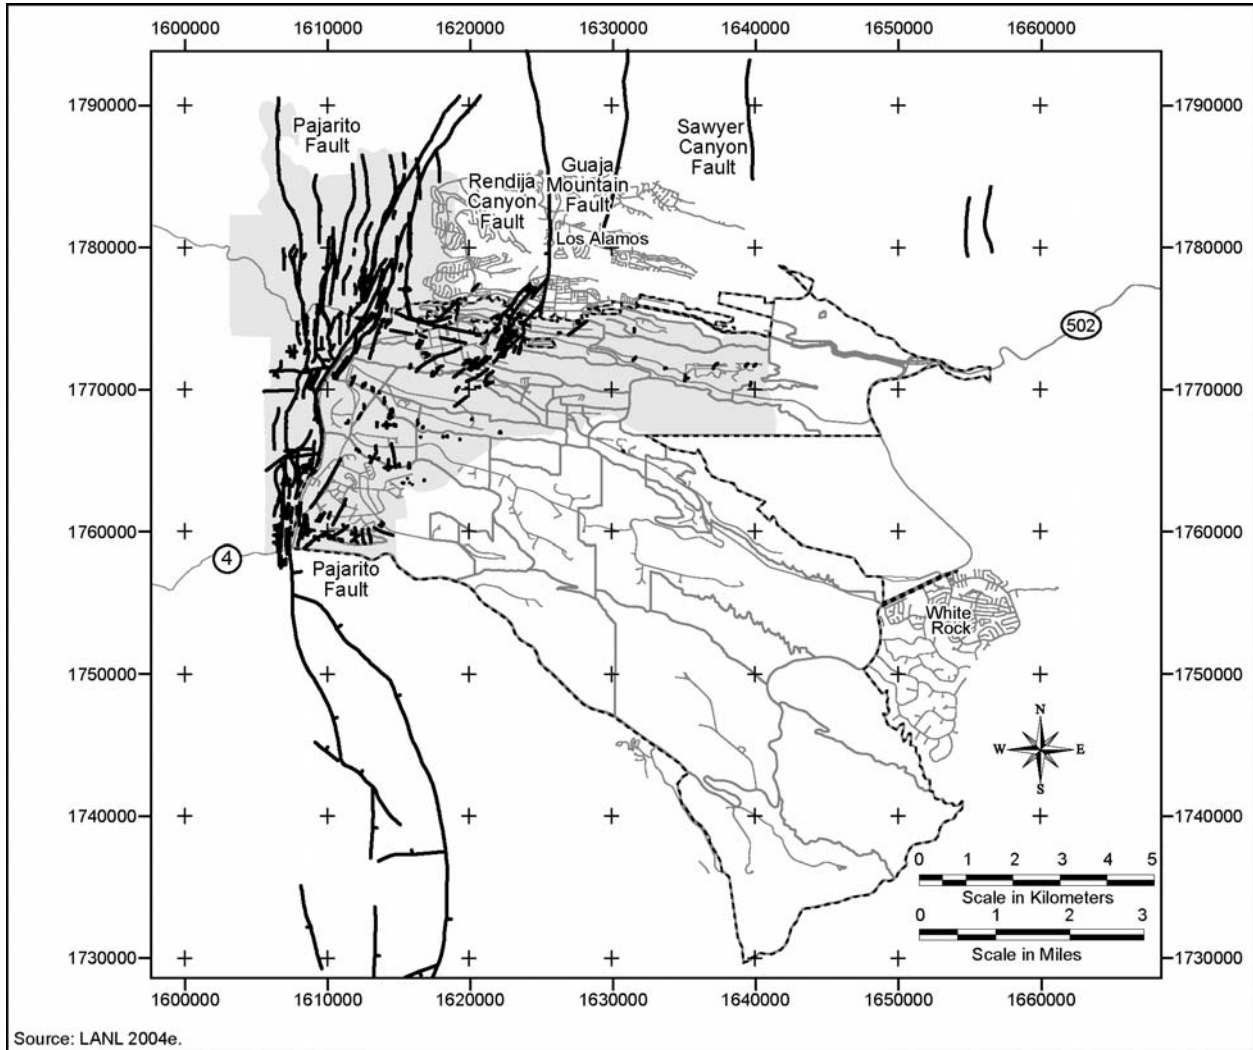 1600000 1610000 1620000 1630000 1640000 1650000 1660000
1790000 1790000
Pajarito
Fault
Sawyer
Canyon
Fault
Guaja
Mountain
Fault
Rendija
Canyon
Fault
Los Alamos
1780000 1780000
502
1770000 1770000
1760000 1760000
4
Pajarito
Fault
White
Rock
1750000 1750000
N
W E
S
1740000 1740000
0 1 2 3 4 5
Scale in Kilometers
0 1 2 3
Scale in Miles
1730000 1730000
1600000 1610000 1620000 1630000 1640000 1650000 1660000
Source: LANL 2004e.